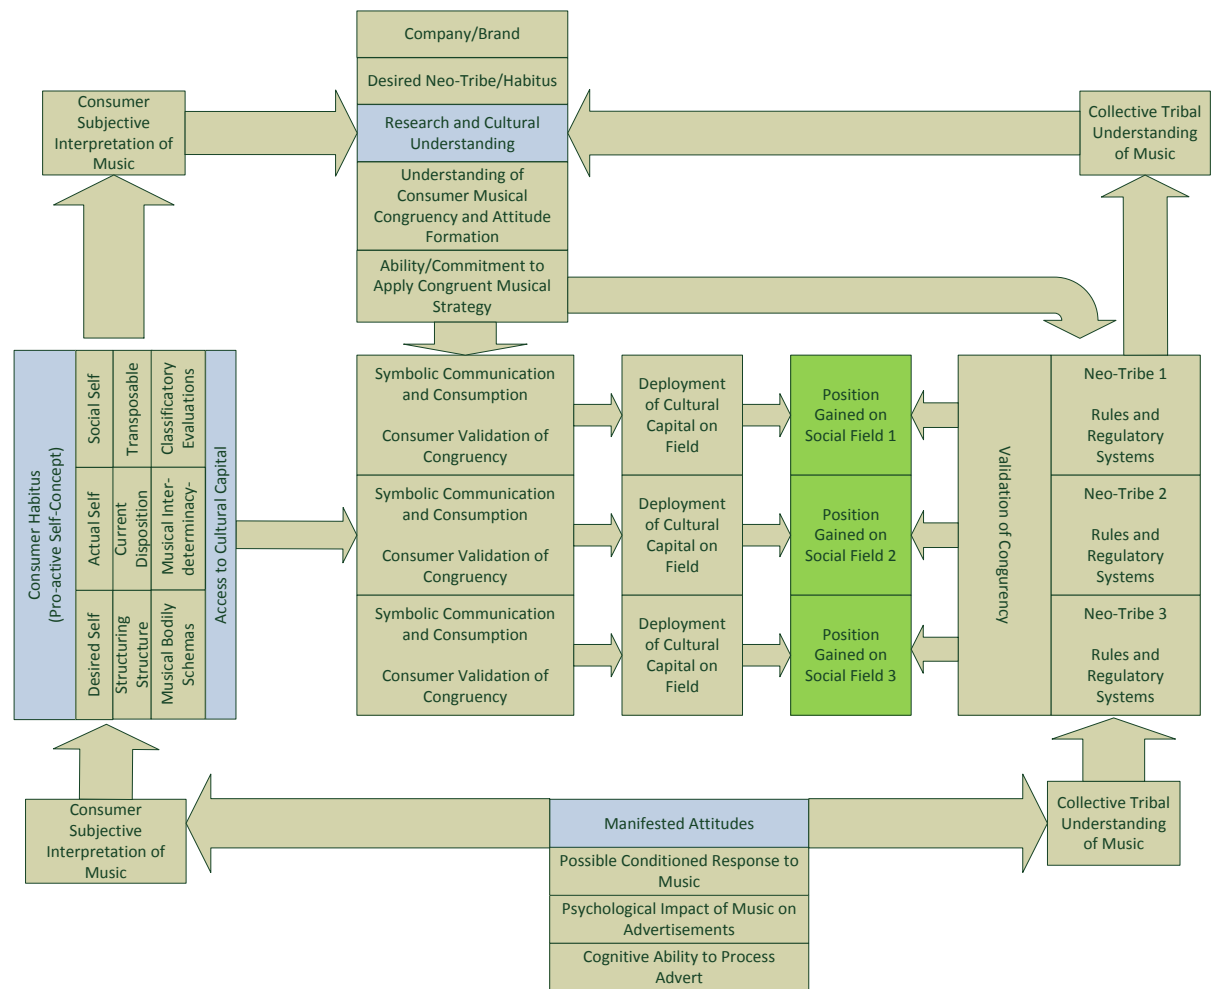 Company/Brand
Desired Neo-Tribe/Habitus
Research and Cultural
Understanding
Understanding of
Consumer Musical
Congruency and Attitude
Formation
Ability/Commitment to
Apply Congruent Musical
Strategy
Consumer
Subjective
Interpretation of
Music
Collective Tribal
Understanding
of Music
Consumer Habitus
(Pro-active Self-Concept)
Social Self
Actual Self
Desired Self
Transposable
Current
Disposition
Structuring
Structure
Classificatory
Evaluations
Musical Inter-
determinacy-
Musical Bodily
Schemas
Access to Cultural Capital
Symbolic Communication
and Consumption
Consumer Validation of
Congruency
Deployment
of Cultural
Capital on
Field
Position
Gained on
Social Field 1
Symbolic Communication
and Consumption
Consumer Validation of
Congruency
Deployment
of Cultural
Capital on
Field
Position
Gained on
Social Field 2
Symbolic Communication
and Consumption
Consumer Validation of
Congruency
Deployment
of Cultural
Capital on
Field
Position
Gained on
Social Field 3
Validation of Congurency
Neo-Tribe 1
Rules and
Regulatory
Systems
Neo-Tribe 2
Rules and
Regulatory
Systems
Neo-Tribe 3
Rules and
Regulatory
Systems
Consumer
Subjective
Interpretation of
Music
Manifested Attitudes
Possible Conditioned Response to
Music
Psychological Impact of Music on
Advertisements
Cognitive Ability to Process
Advert
Collective Tribal
Understanding
of Music